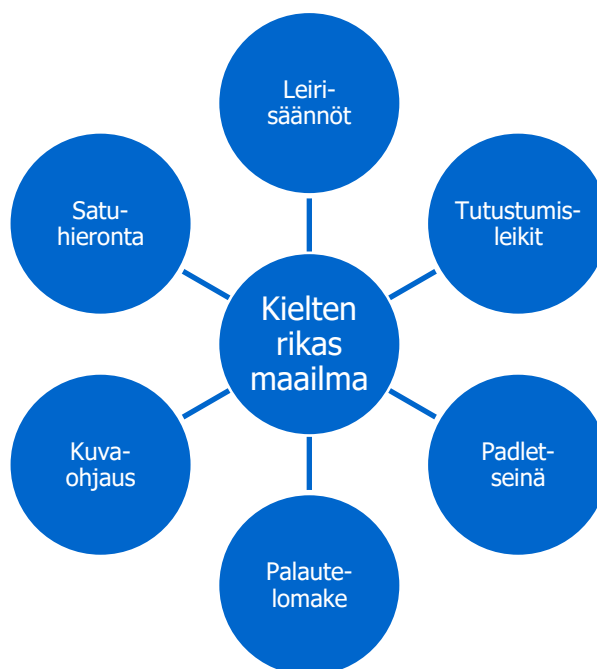 Leiri-
säännöt
Satu-
hieronta
Tutustumis-
leikit
Kielten
rikas
maailma
Kuva-
ohjaus
Padlet-
seinä
Palaute-
lomake